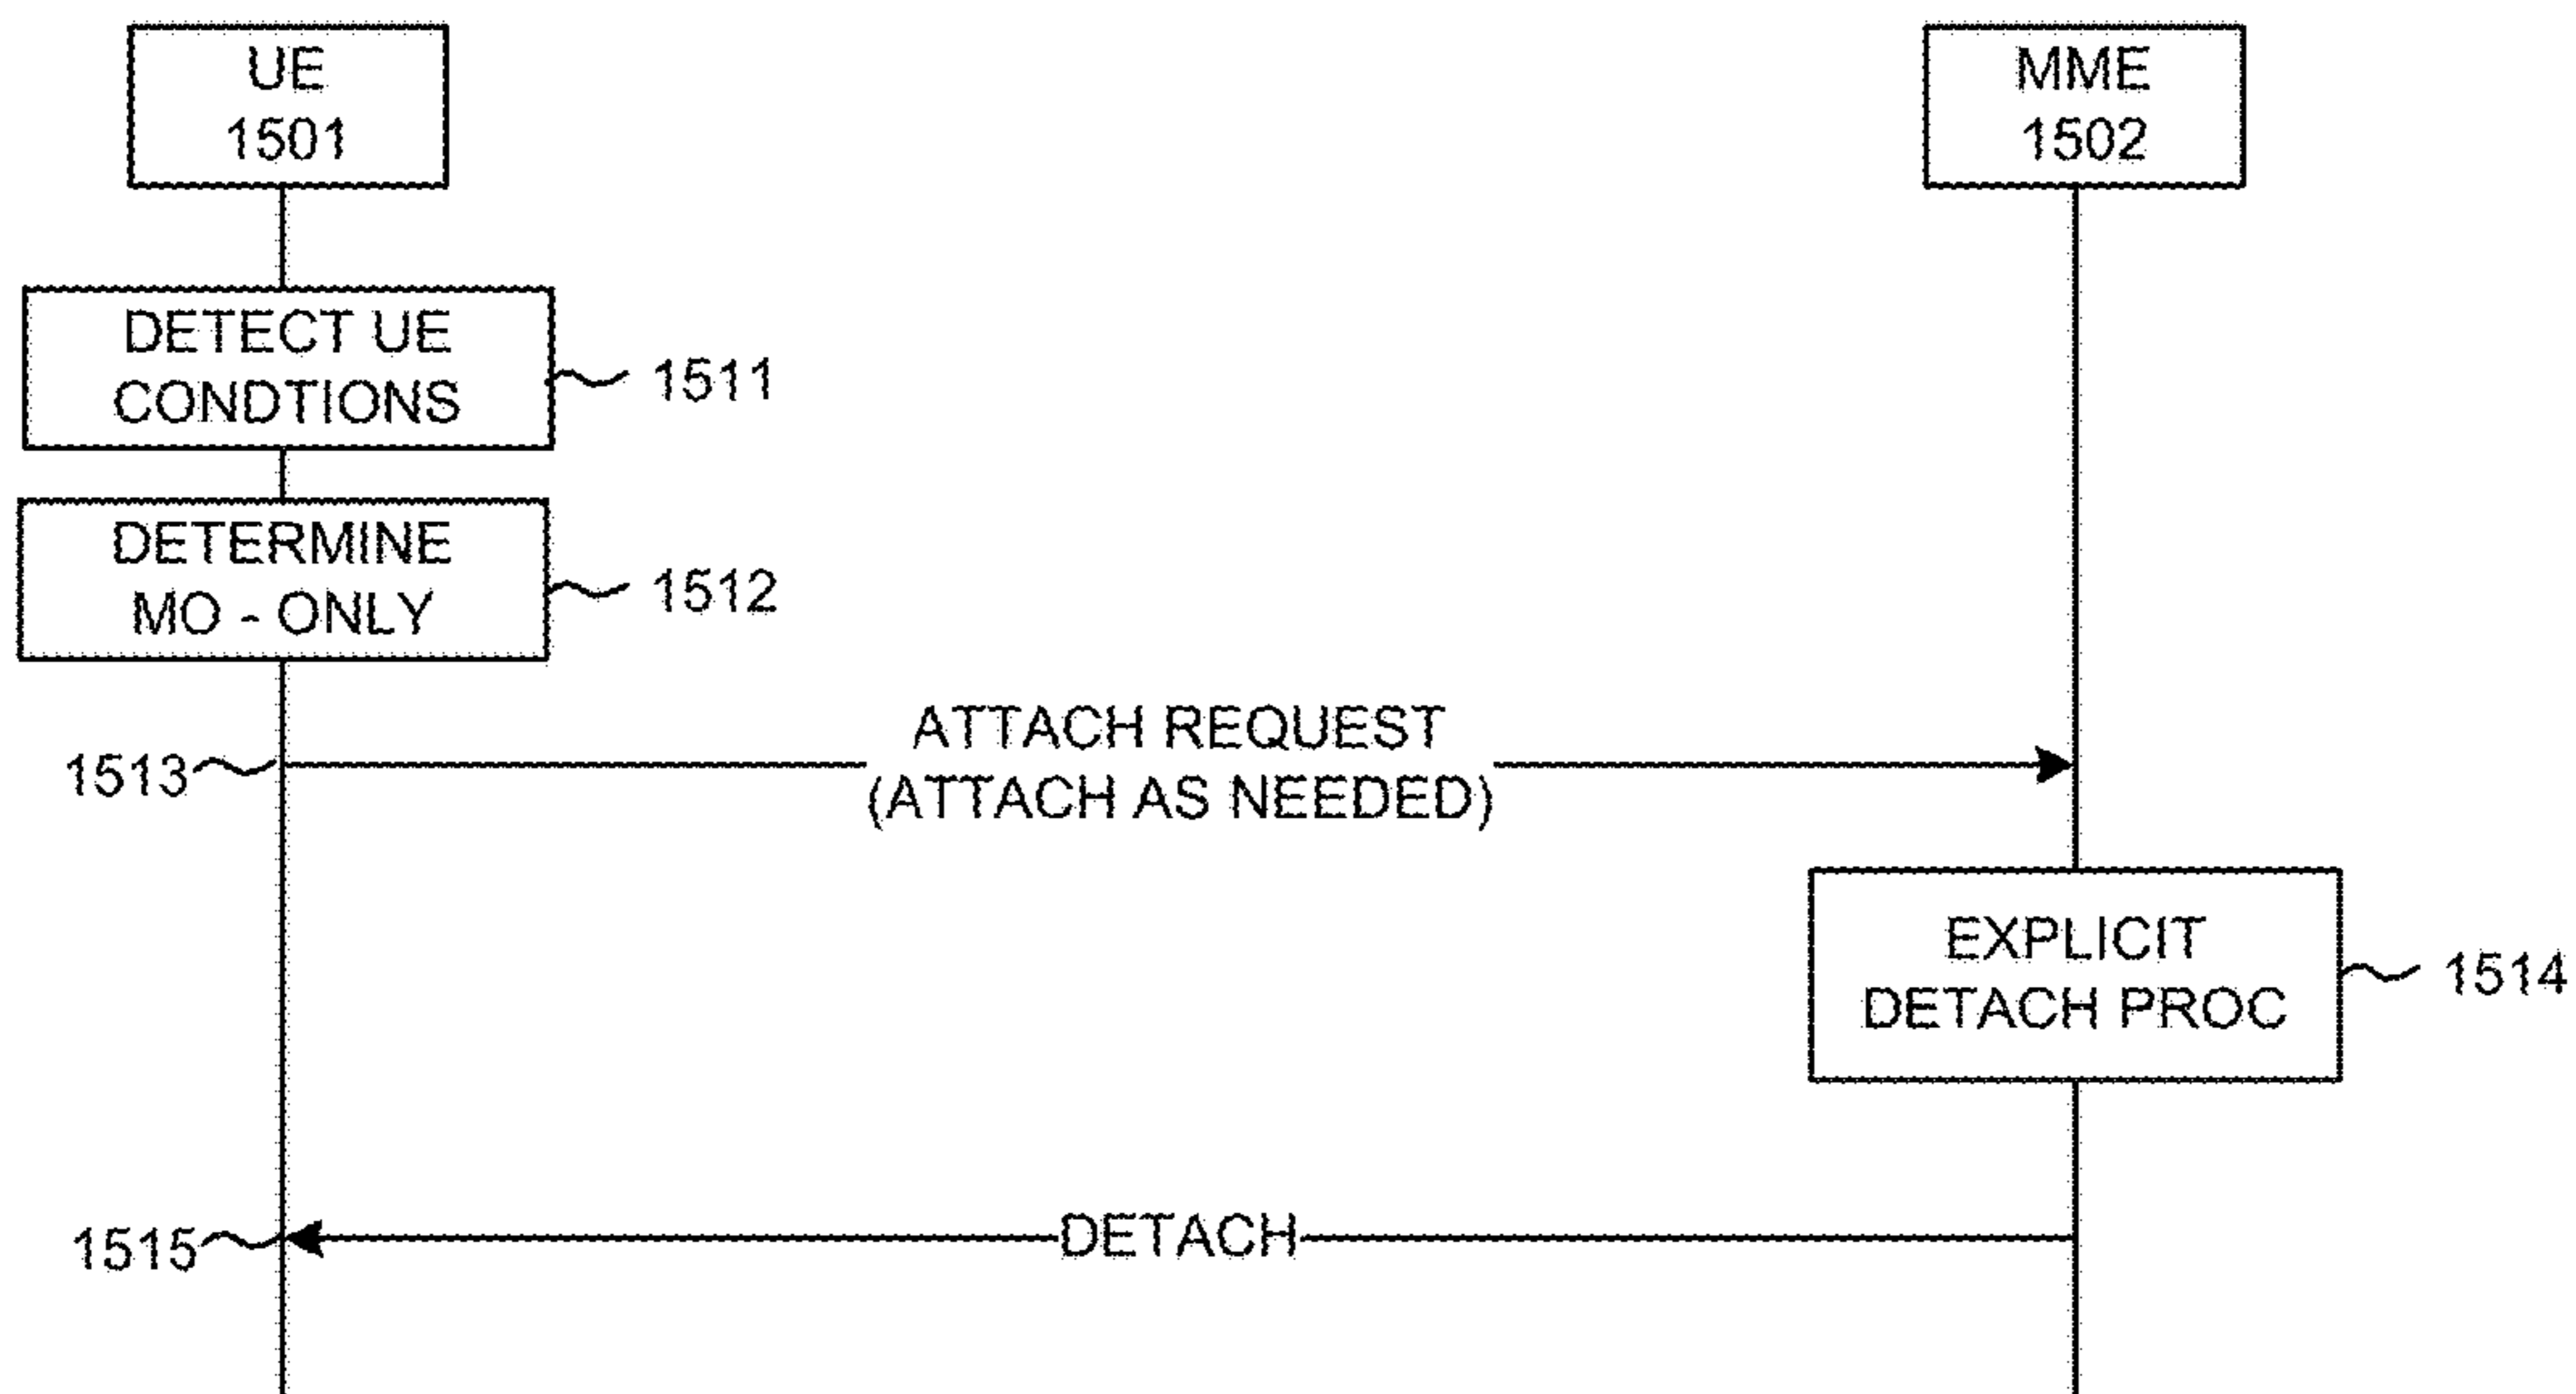 UE
1501
MME
1502
DETECT UE
CONDTIONS
1511
DETERMINE
MO - ONLY
1512
ATTACH REQUEST
(ATTACH AS NEEDED)
1513
EXPLICIT
DETACH PROC
1514
DETACH
1515